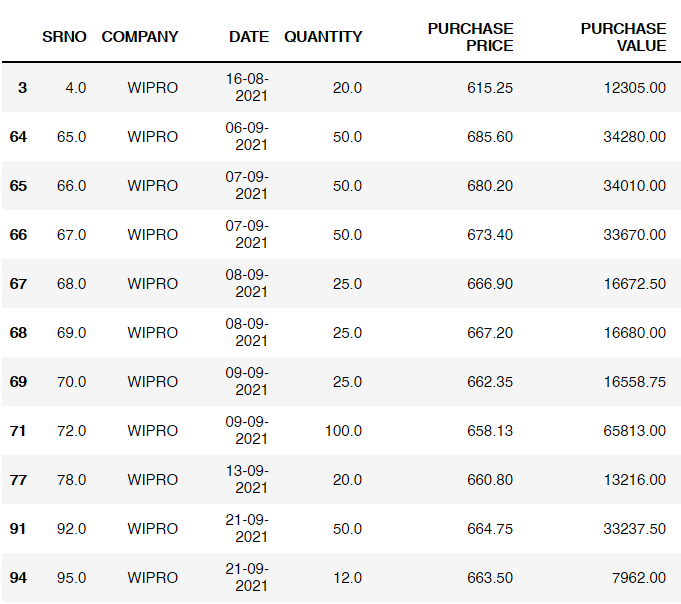 SRNO COMPANY DATE QUANTITY PURCHASE PRICE PURCHASE VALUE
3 4.0 WIPRO 16-08-2021 20.0 615.25 12305.00
64 65.0 WIPRO 06-09-2021 50.0 685.60 34280.00
65 66.0 WIPRO 07-09-2021 50.0 680.20 34010.00
66 67.0 WIPRO 07-09-2021 50.0 673.40 33670.00
67 68.0 WIPRO 08-09-2021 25.0 666.90 16672.50
68 69.0 WIPRO 08-09-2021 25.0 667.20 16680.00
69 70.0 WIPRO 09-09-2021 25.0 662.35 16558.75
71 72.0 WIPRO 09-09-2021 100.0 658.13 65813.00
77 78.0 WIPRO 13-09-2021 20.0 660.80 13216.00
91 92.0 WIPRO 21-09-2021 50.0 664.75 33237.50
94 95.0 WIPRO 21-09-2021 12.0 663.50 7962.00